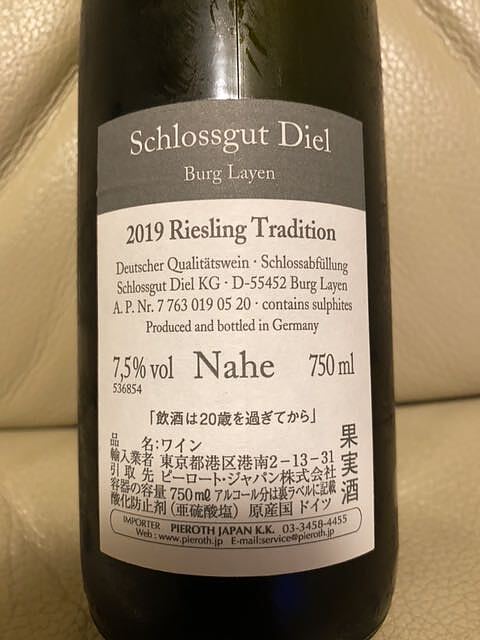 Schlossgut Diel
Burg Layen
2019 Riesling Tradition
Deutscher Qualitätswein · Schlossabfüllung
Schlossgut Diel KG · D-55452 Burg Layen
A. P. Nr. 7 763 019 05 20 · contains sulphites
Produced and bottled in Germany
7,5% vol Nahe 750 ml
536854
「飲酒は20歳を過ぎてから」
品　名:ワイン
輸入業者 東京都港区港南2-13-31
引取先 ピーロート・ジャパン株式会社
容器の容量 750㎖ アルコール分は裏ラベルに記載
酸化防止剤(亜硫酸塩) 原産国 ドイツ
果実酒
IMPORTER PIEROTH JAPAN K.K. 03-3458-4455
Web : www.pieroth.jp E-mail:service@pieroth.jp